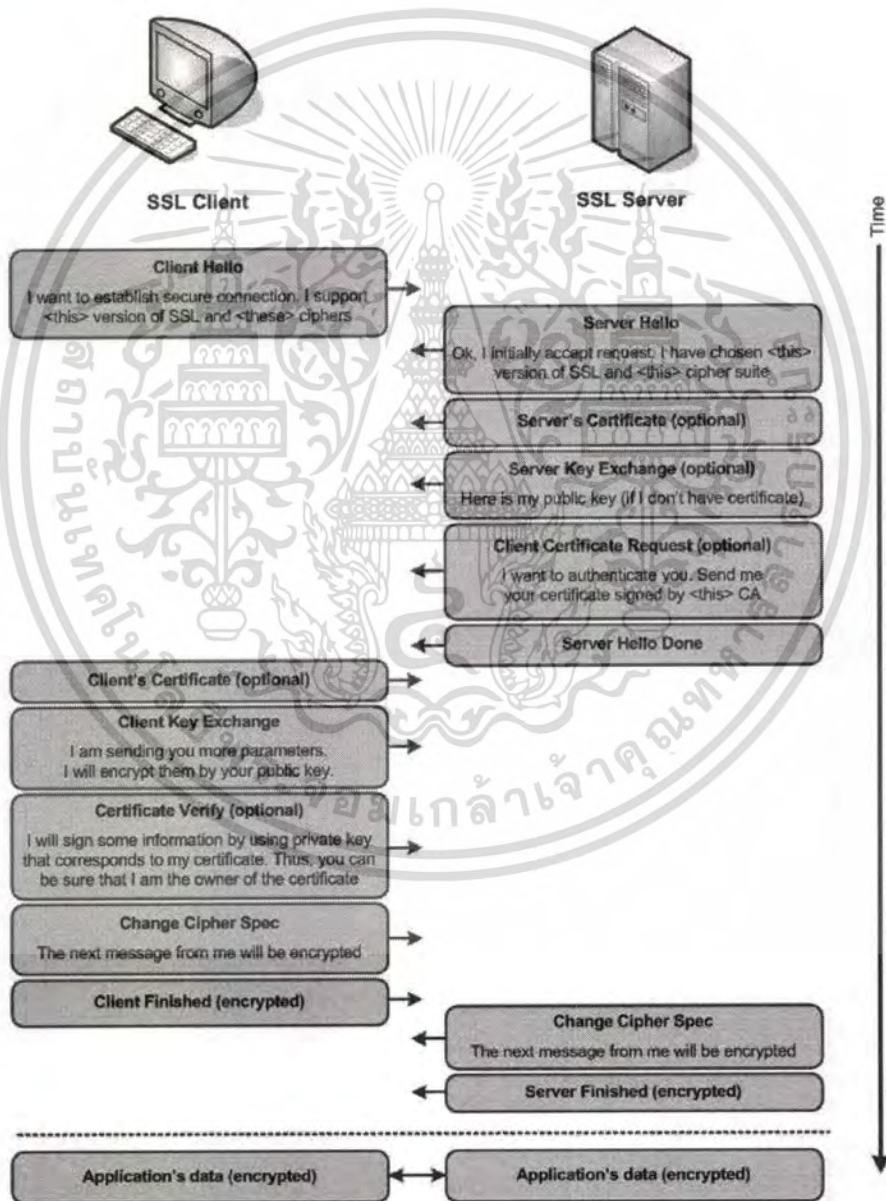 SSL Client
SSL Server
Time
Client Hello
I want to establish secure connection. I support
<this> version of SSL and <these> ciphers
Server Hello
Ok, I initially accept request. I have chosen <this>
version of SSL and <this> cipher suite
Server's Certificate (optional)
Server Key Exchange (optional)
Here is my public key (if I don't have certificate)
Client Certificate Request (optional)
I want to authenticate you. Send me
your certificate signed by <this> CA
Server Hello Done
Client's Certificate (optional)
Client Key Exchange
I am sending you more parameters.
I will encrypt them by your public key.
Certificate Verify (optional)
I will sign some information by using private key
that corresponds to my certificate. Thus, you can
be sure that I am the owner of the certificate
Change Cipher Spec
The next message from me will be encrypted
Client Finished (encrypted)
Change Cipher Spec
The next message from me will be encrypted
Server Finished (encrypted)
Application's data (encrypted)
Application's data (encrypted)